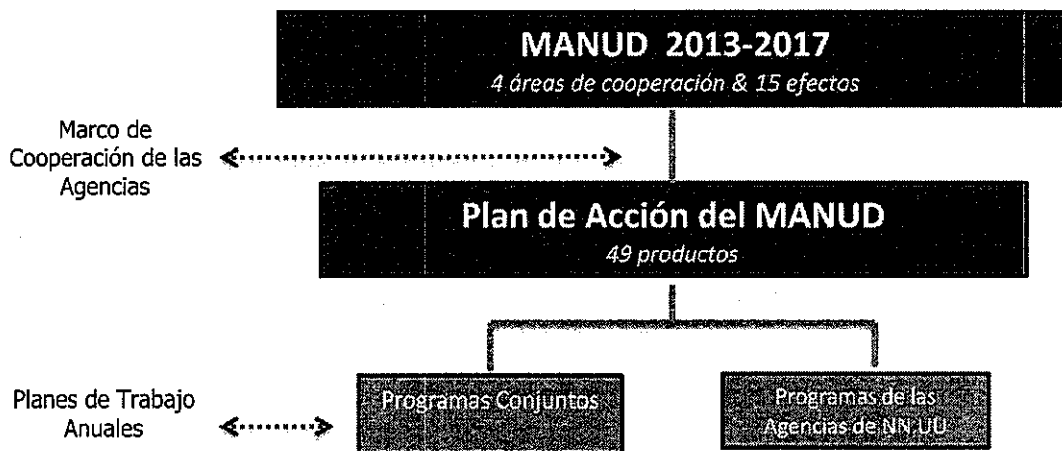 MANUD 2013-2017
4 áreas de cooperación & 15 efectos
Marco de
Cooperación de las
Agencias
Plan de Acción del MANUD
49 productos
Planes de Trabajo
Anuales
Programas Conjuntos
Programas de las
Agencias de NN.UU